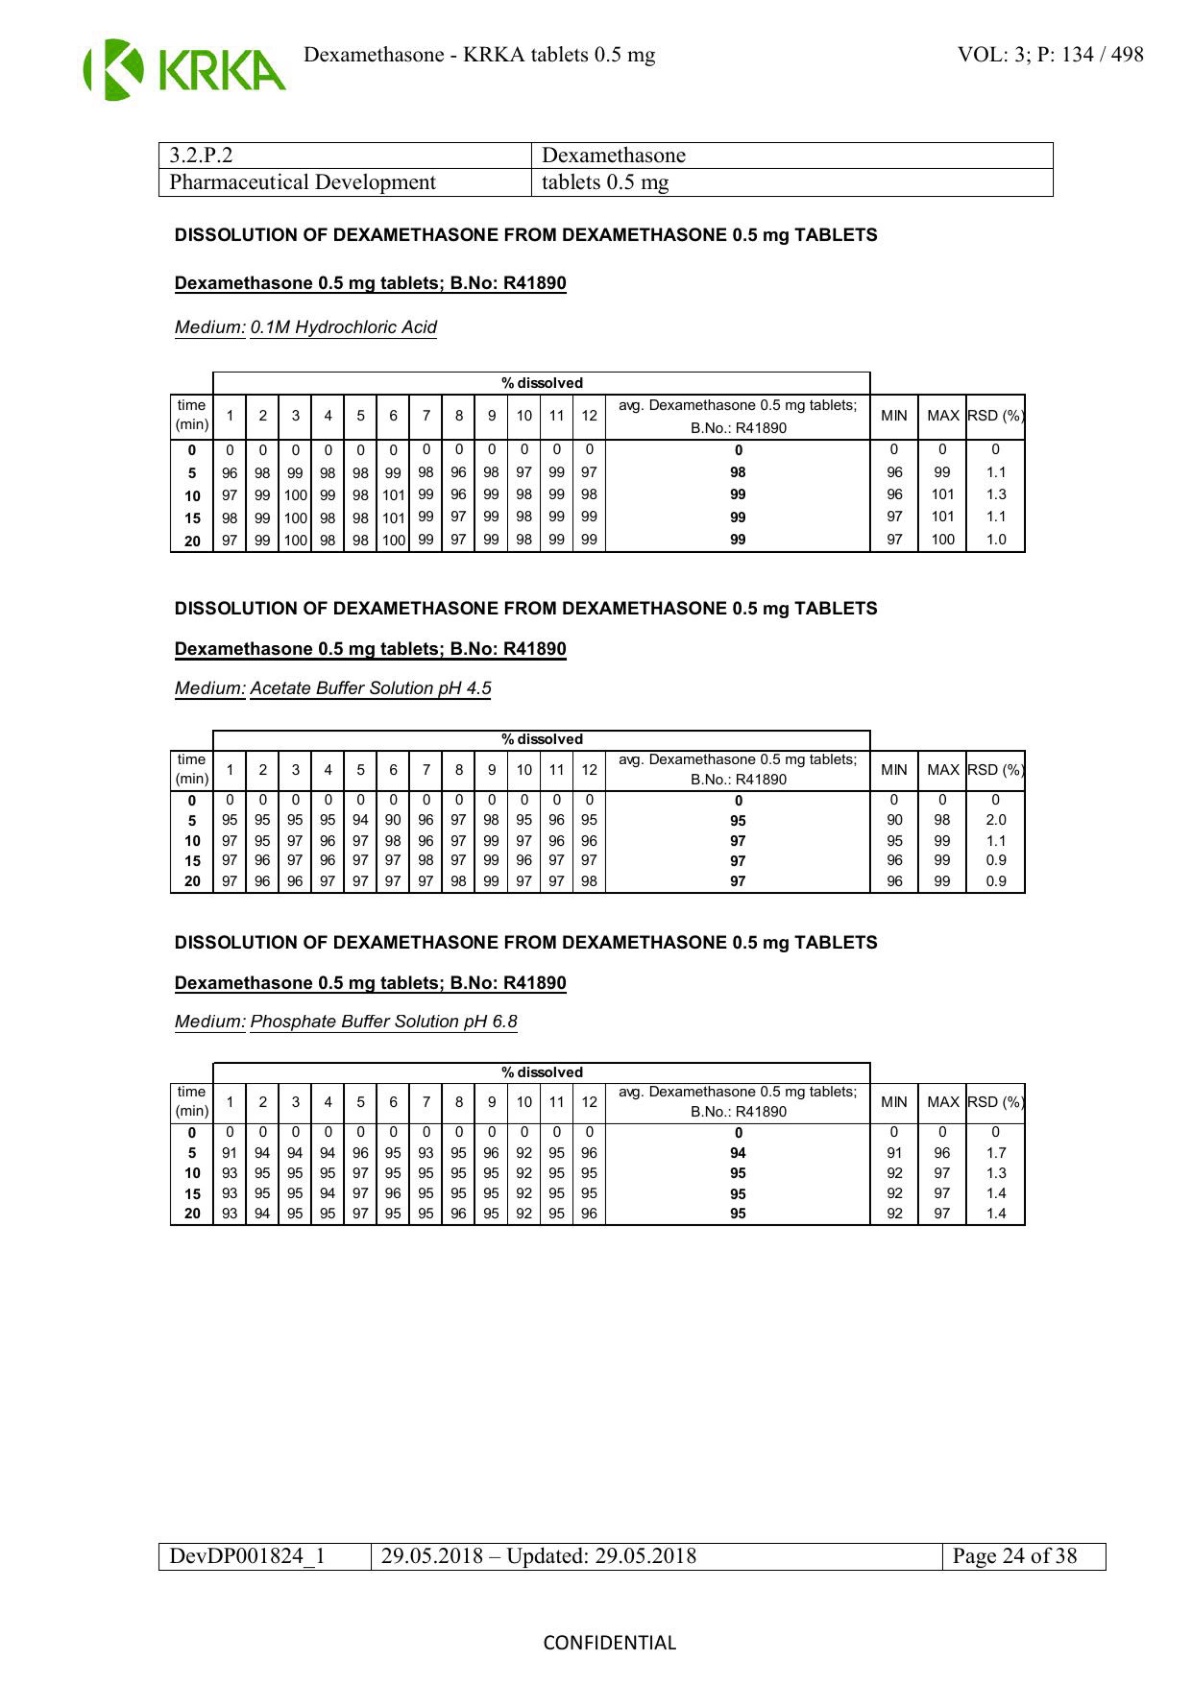 KRKA
Dexamethasone - KRKA tablets 0.5 mg VOL: 3; P: 134 / 498
3.2.P.2 Dexamethasone
Pharmaceutical Development tablets 0.5 mg
DISSOLUTION OF DEXAMETHASONE FROM DEXAMETHASONE 0.5 mg TABLETS
Dexamethasone 0.5 mg tablets; B.No: R41890
Medium: 0.1M Hydrochloric Acid
% dissolved
time (min) 1 2 3 4 5 6 7 8 9 10 11 12 avg. Dexamethasone 0.5 mg tablets; B.No.: R41890 MIN MAX RSD (%)
0 0 0 0 0 0 0 0 0 0 0 0 0 0 0 0 0
5 96 98 99 98 98 99 98 96 98 97 99 97 98 96 99 1.1
10 97 99 100 99 98 101 99 96 99 98 99 98 99 96 101 1.3
15 98 99 100 98 98 101 99 97 99 98 99 99 99 97 101 1.1
20 97 99 100 98 98 100 99 97 99 98 99 99 99 97 100 1.0
DISSOLUTION OF DEXAMETHASONE FROM DEXAMETHASONE 0.5 mg TABLETS
Dexamethasone 0.5 mg tablets; B.No: R41890
Medium: Acetate Buffer Solution pH 4.5
% dissolved
time (min) 1 2 3 4 5 6 7 8 9 10 11 12 avg. Dexamethasone 0.5 mg tablets; B.No.: R41890 MIN MAX RSD (%)
0 0 0 0 0 0 0 0 0 0 0 0 0 0 0 0 0
5 95 95 95 95 94 90 96 97 98 95 96 95 95 90 98 2.0
10 97 95 97 96 97 98 96 97 99 97 96 96 97 95 99 1.1
15 97 96 97 96 97 97 98 97 99 96 97 97 97 96 99 0.9
20 97 96 96 97 97 97 97 98 99 97 97 98 97 96 99 0.9
DISSOLUTION OF DEXAMETHASONE FROM DEXAMETHASONE 0.5 mg TABLETS
Dexamethasone 0.5 mg tablets; B.No: R41890
Medium: Phosphate Buffer Solution pH 6.8
% dissolved
time (min) 1 2 3 4 5 6 7 8 9 10 11 12 avg. Dexamethasone 0.5 mg tablets; B.No.: R41890 MIN MAX RSD (%)
0 0 0 0 0 0 0 0 0 0 0 0 0 0 0 0 0
5 91 94 94 94 96 95 93 95 96 92 95 96 94 91 96 1.7
10 93 95 95 95 97 95 95 95 95 92 95 95 95 92 97 1.3
15 93 95 95 94 97 96 95 95 95 92 95 95 95 92 97 1.4
20 93 94 95 95 97 95 95 96 95 92 95 96 95 92 97 1.4
DevDP001824_1 29.05.2018 – Updated: 29.05.2018 Page 24 of 38
CONFIDENTIAL